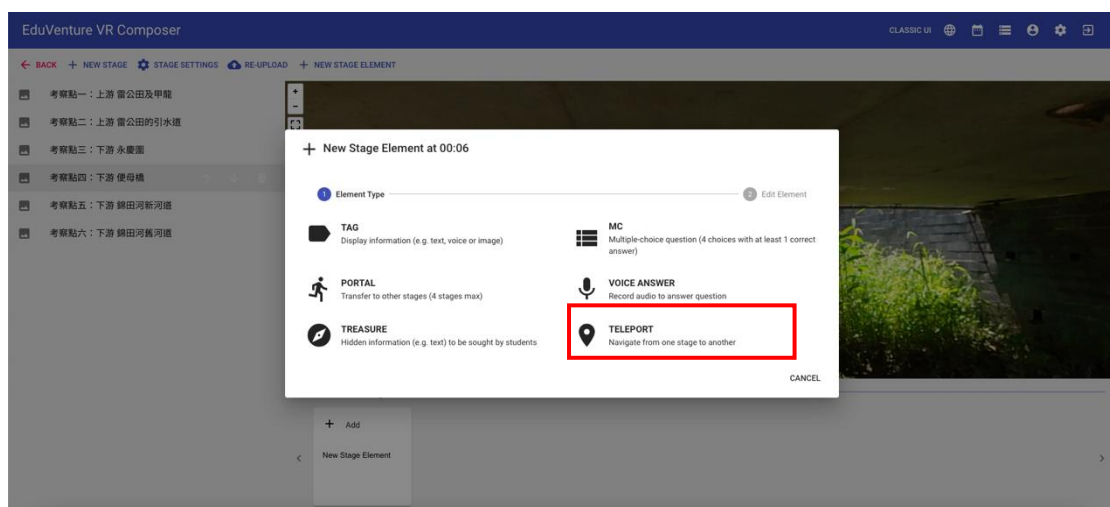 EduVenture VR Composer
CLASSIC UI
BACK + NEW STAGE STAGE SETTINGS RE-UPLOAD + NEW STAGE ELEMENT
考察點一：上游 雷公田及甲龍
考察點二：上游 雷公田的引水道
考察點三：下游 永慶圍
考察點四：下游 便母橋
考察點五：下游 錦田河新河道
考察點六：下游 錦田河舊河道
+
-
+ New Stage Element at 00:06
1 Element Type
2 Edit Element
TAG
Display information (e.g. text, voice or image)
MC
Multiple-choice question (4 choices with at least 1 correct
answer)
PORTAL
Transfer to other stages (4 stages max)
VOICE ANSWER
Record audio to answer question
TREASURE
Hidden information (e.g. text) to be sought by students
TELEPORT
Navigate from one stage to another
CANCEL
+ Add
New Stage Element